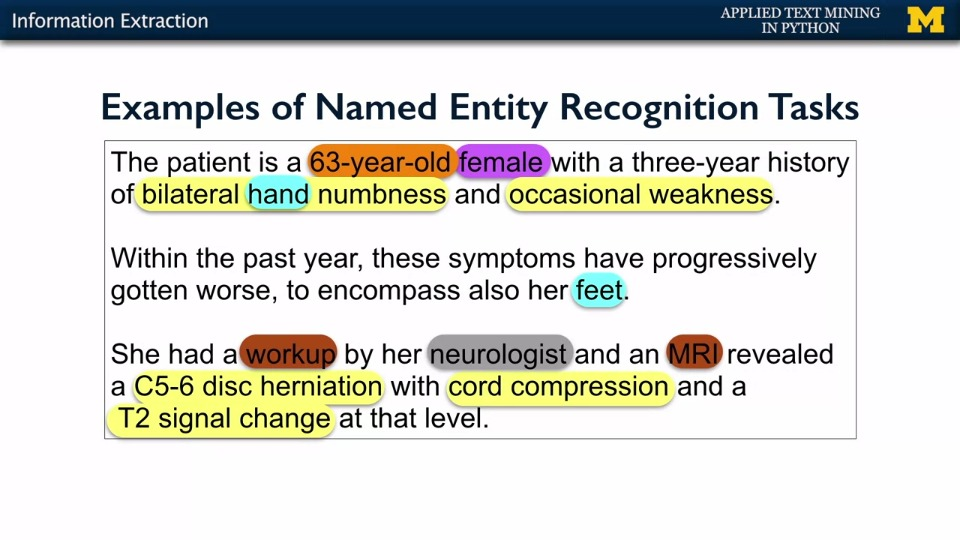 Information Extraction
APPLIED TEXT MINING
IN PYTHON
M
Examples of Named Entity Recognition Tasks
The patient is a 63-year-old female with a three-year history
of bilateral hand numbness and occasional weakness.
Within the past year, these symptoms have progressively
gotten worse, to encompass also her feet.
She had a workup by her neurologist and an MRI revealed
a C5-6 disc herniation with cord compression and a
T2 signal change at that level.